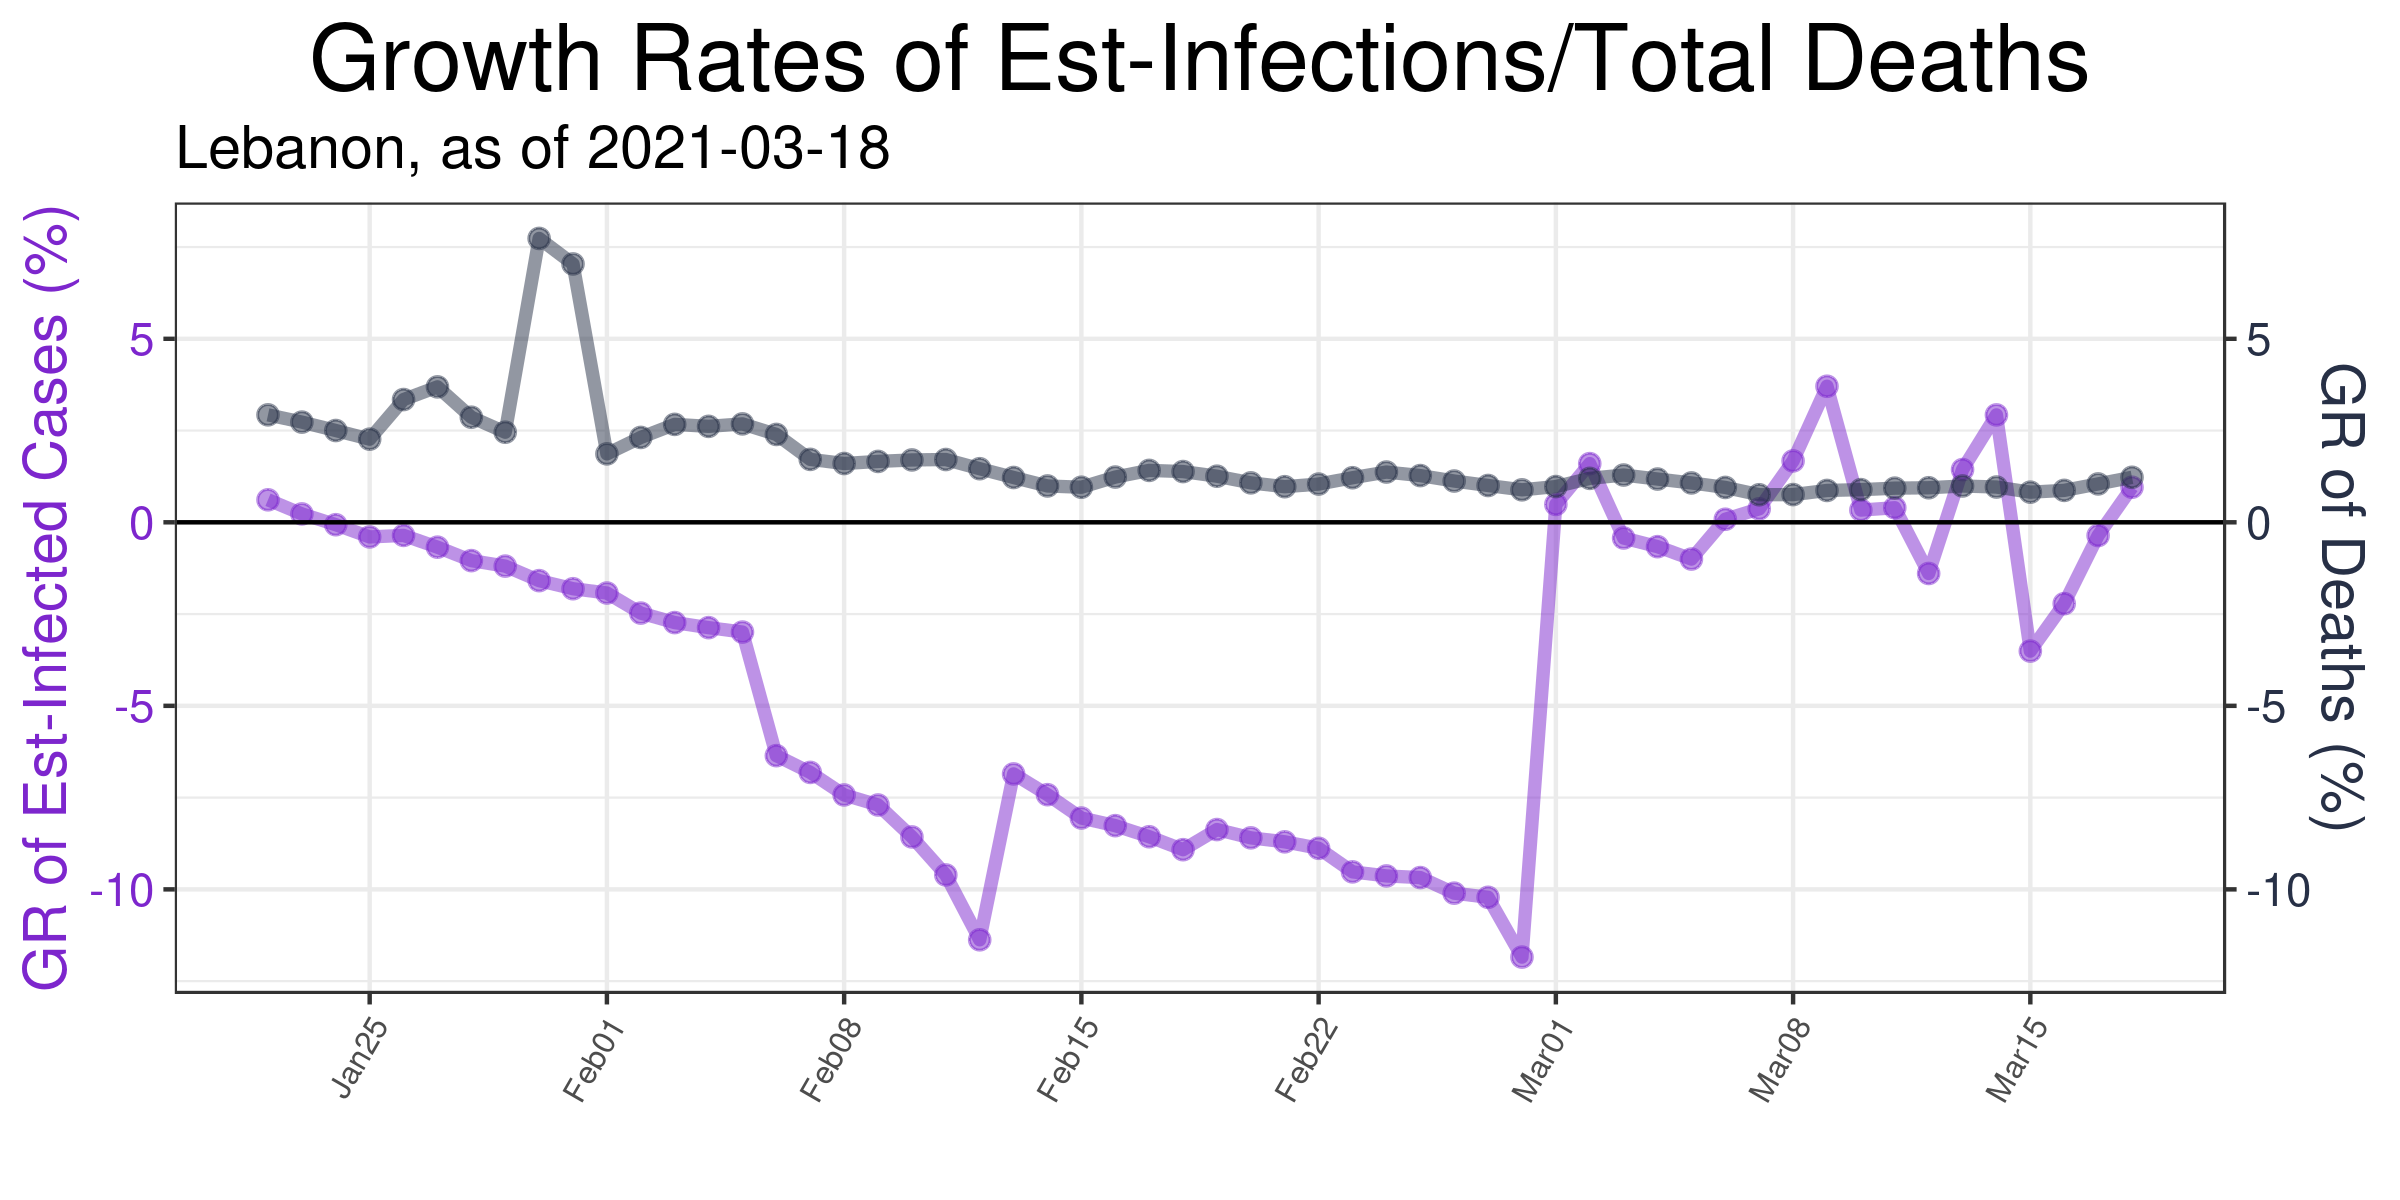 Growth Rates of Est-Infections/Total Deaths
Lebanon, as of 2021-03-18
GR of Est-Infected Cases (%)
5
0
-5
-10
5
0
-5
-10
GR of Deaths (%)
Jan25
Feb01
Feb08
Feb15
Feb22
Mar01
Mar08
Mar15